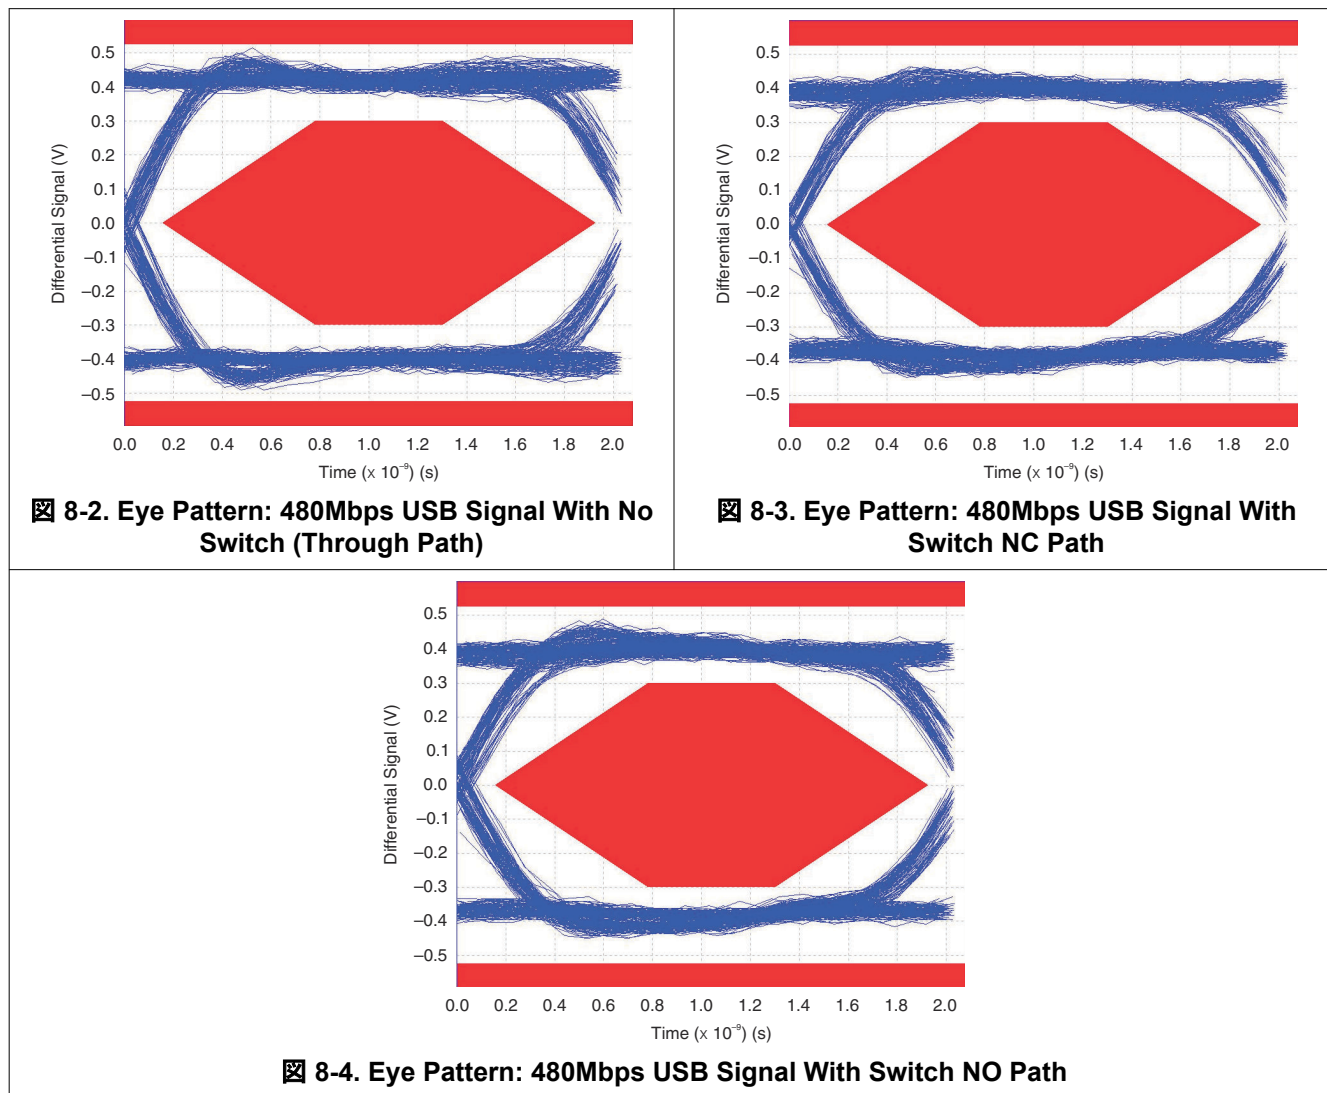 0.5
0.4
0.3
0.2
0.1
0.0
–0.1
–0.2
–0.3
–0.4
–0.5
Differential Signal (V)
0.0 0.2 0.4 0.6 0.8 1.0 1.2 1.4 1.6 1.8 2.0
Time (x 10⁻⁹) (s)
図 8-2. Eye Pattern: 480Mbps USB Signal With No
Switch (Through Path)
0.5
0.4
0.3
0.2
0.1
0.0
–0.1
–0.2
–0.3
–0.4
–0.5
Differential Signal (V)
0.0 0.2 0.4 0.6 0.8 1.0 1.2 1.4 1.6 1.8 2.0
Time (x 10⁻⁹) (s)
図 8-3. Eye Pattern: 480Mbps USB Signal With
Switch NC Path
0.5
0.4
0.3
0.2
0.1
0.0
–0.1
–0.2
–0.3
–0.4
–0.5
Differential Signal (V)
0.0 0.2 0.4 0.6 0.8 1.0 1.2 1.4 1.6 1.8 2.0
Time (x 10⁻⁹) (s)
図 8-4. Eye Pattern: 480Mbps USB Signal With Switch NO Path